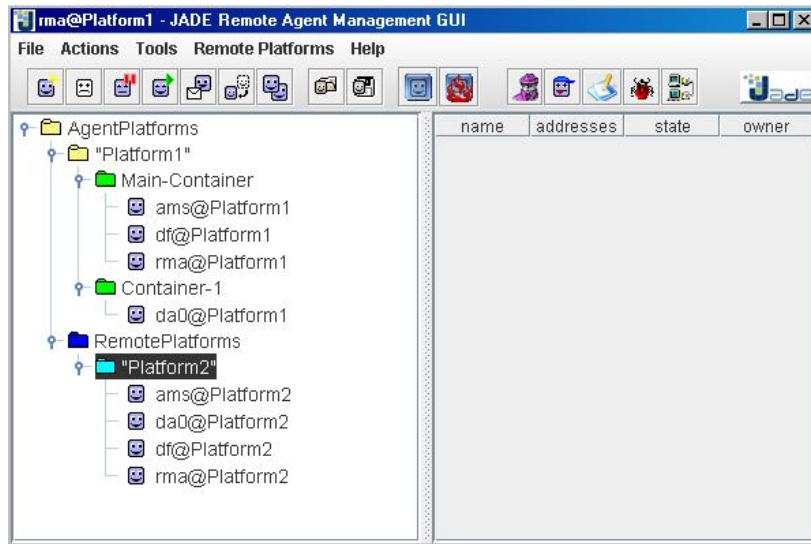 rma@Platform1 - JADE Remote Agent Management GUI
File Actions Tools Remote Platforms Help
Jade
AgentPlatforms
"Platform1"
Main-Container
ams@Platform1
df@Platform1
rma@Platform1
Container-1
da0@Platform1
RemotePlatforms
"Platform2"
ams@Platform2
da0@Platform2
df@Platform2
rma@Platform2
name addresses state owner